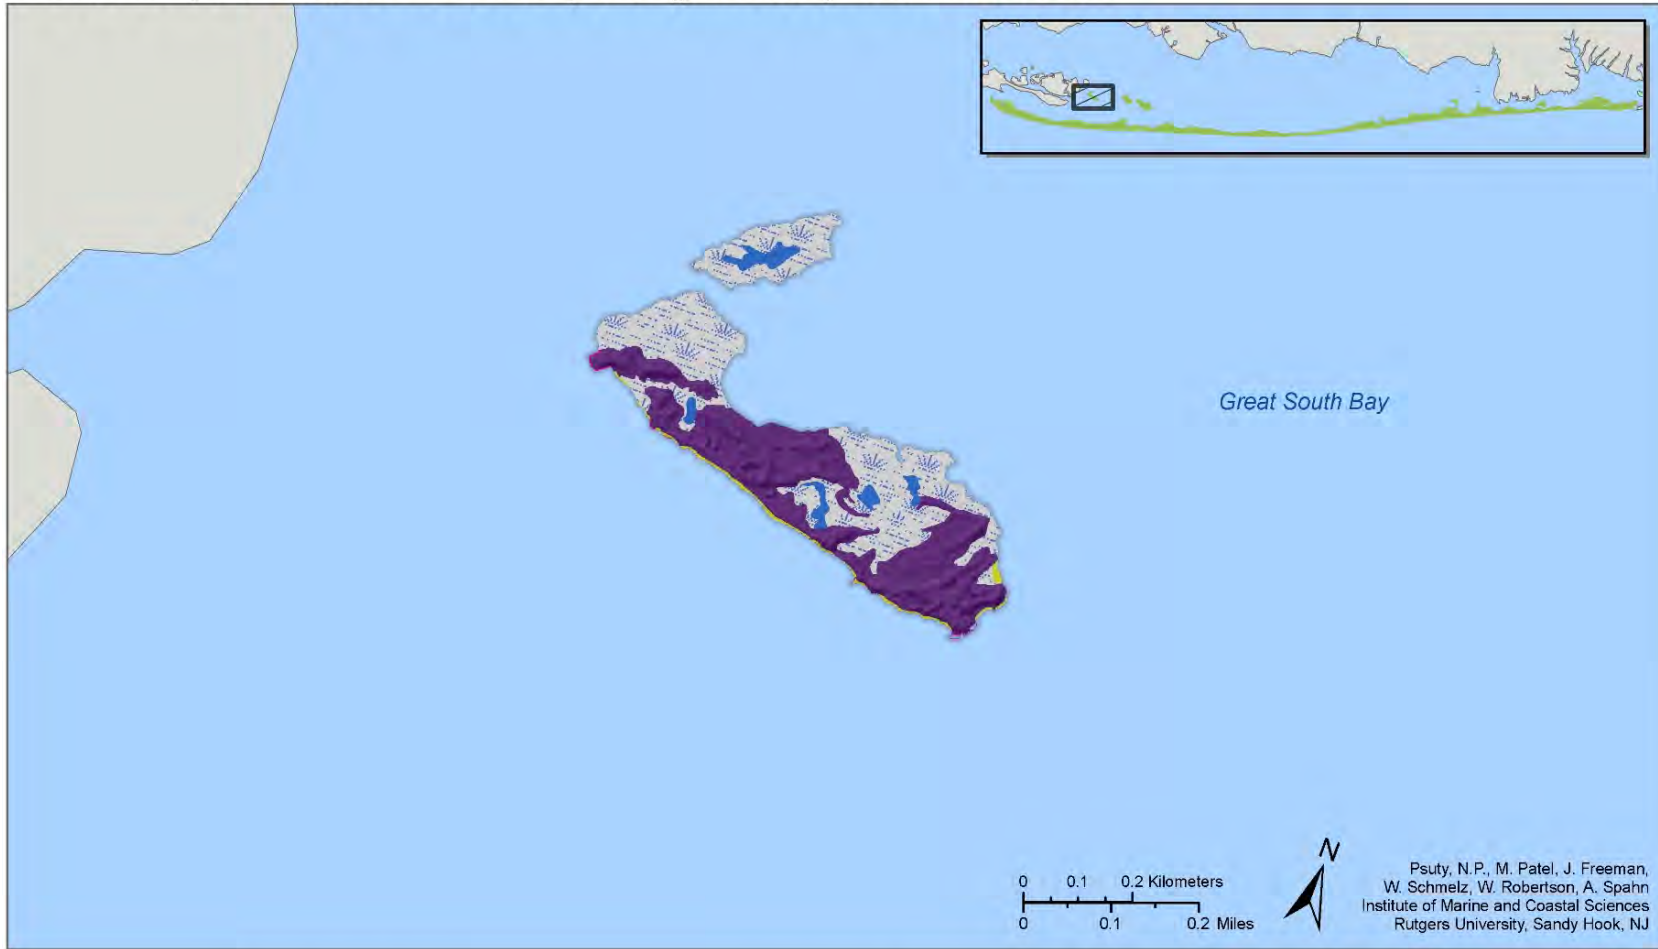 Great South Bay
N
0 0.1 0.2 Kilometers
0 0.1 0.2 Miles
Psuty, N.P., M. Patel, J. Freeman,
W. Schmelz, W. Robertson, A. Spahn
Institute of Marine and Coastal Sciences
Rutgers University, Sandy Hook, NJ